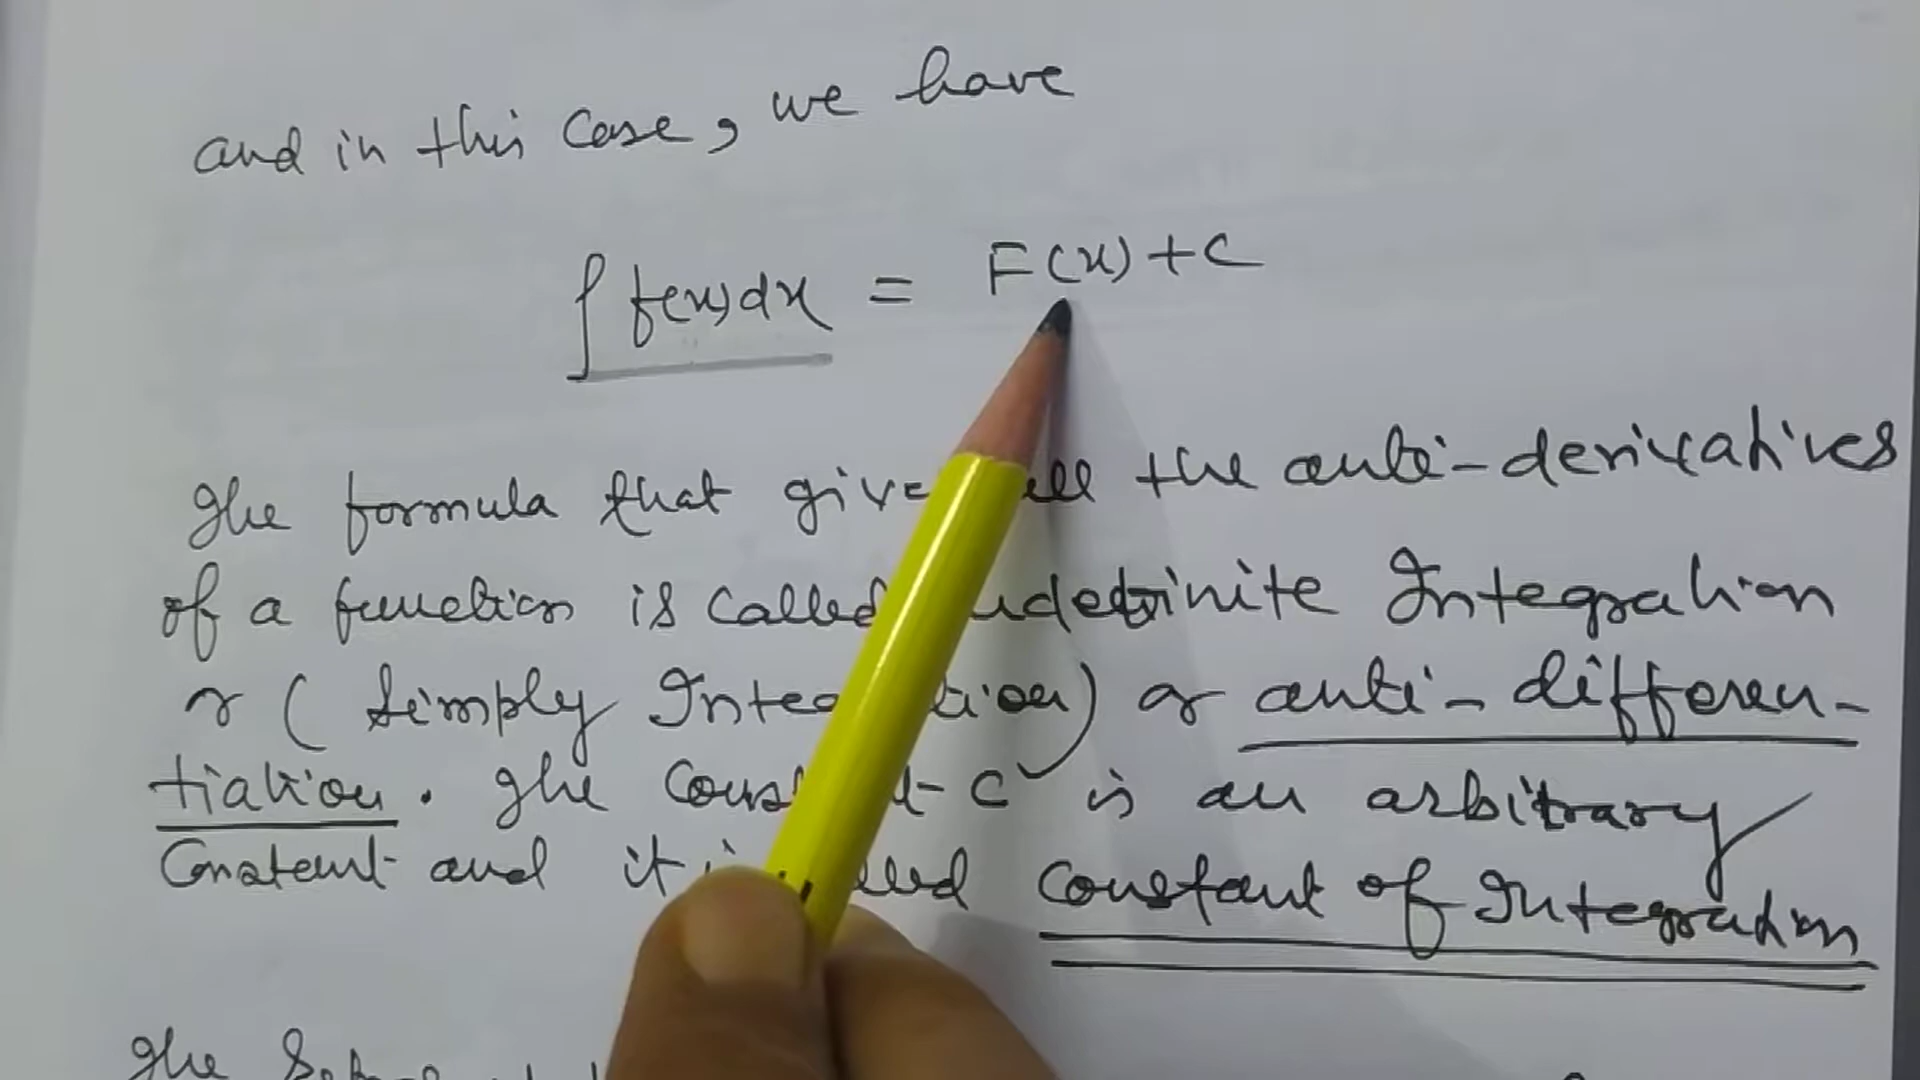 and in this case, we have
∫ f(x) dx = F(x) + C
The formula that give all the anti-derivatives
of a function is called indefinite Integration
or ( Simply Integration) or anti-differen-
tiation. The Constant C is an arbitrary
Constant and it is called constant of Integration
The